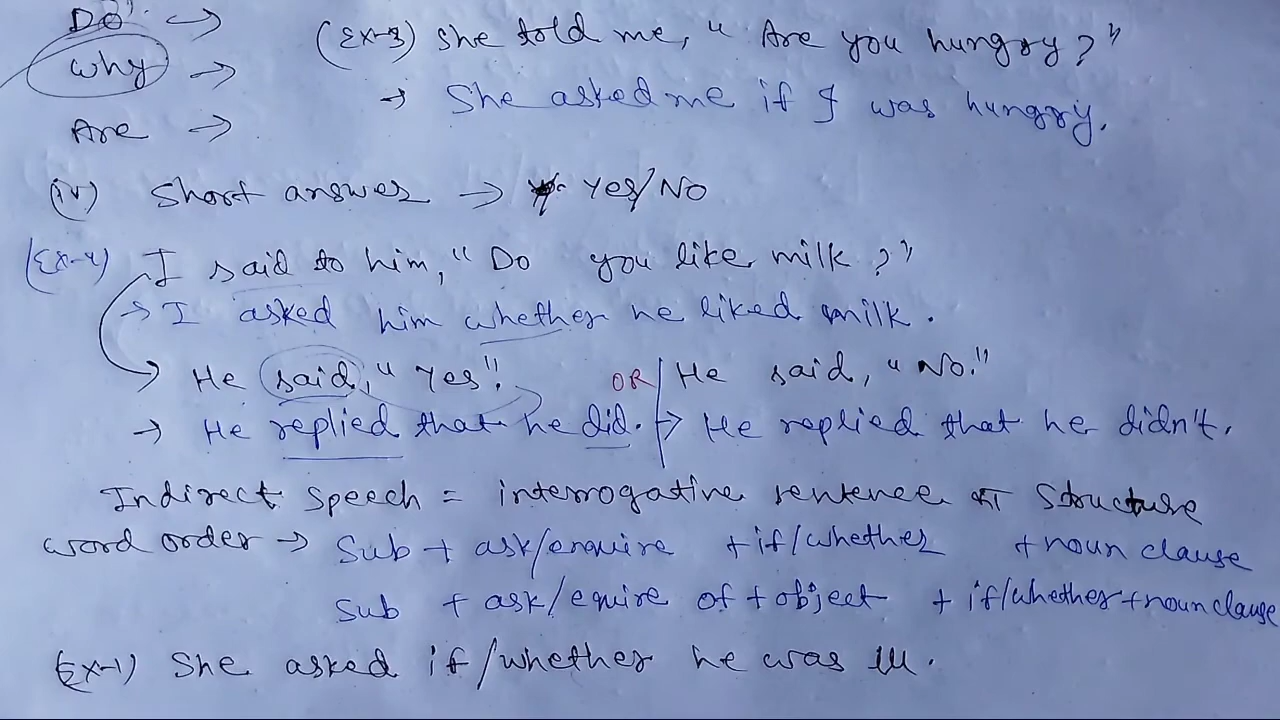 Do". → (Ex-3) She told me, "Are you hungry?"
Why → → She asked me if I was hungry.
Are →
(iv) Short answer → Yes/No
(Ex-4) I said to him, "Do you like milk?"
→ I asked him whether he liked milk.
→ He said, "Yes". OR He said, "No."
→ He replied that he did. → He replied that he didn't.
Indirect speech = interrogative sentence এর Structure
word order → Sub + ask/enquire + if/whether + noun clause
Sub + ask/equire of + object + if/whether + noun clause
(Ex-1) She asked if/whether he was ill.